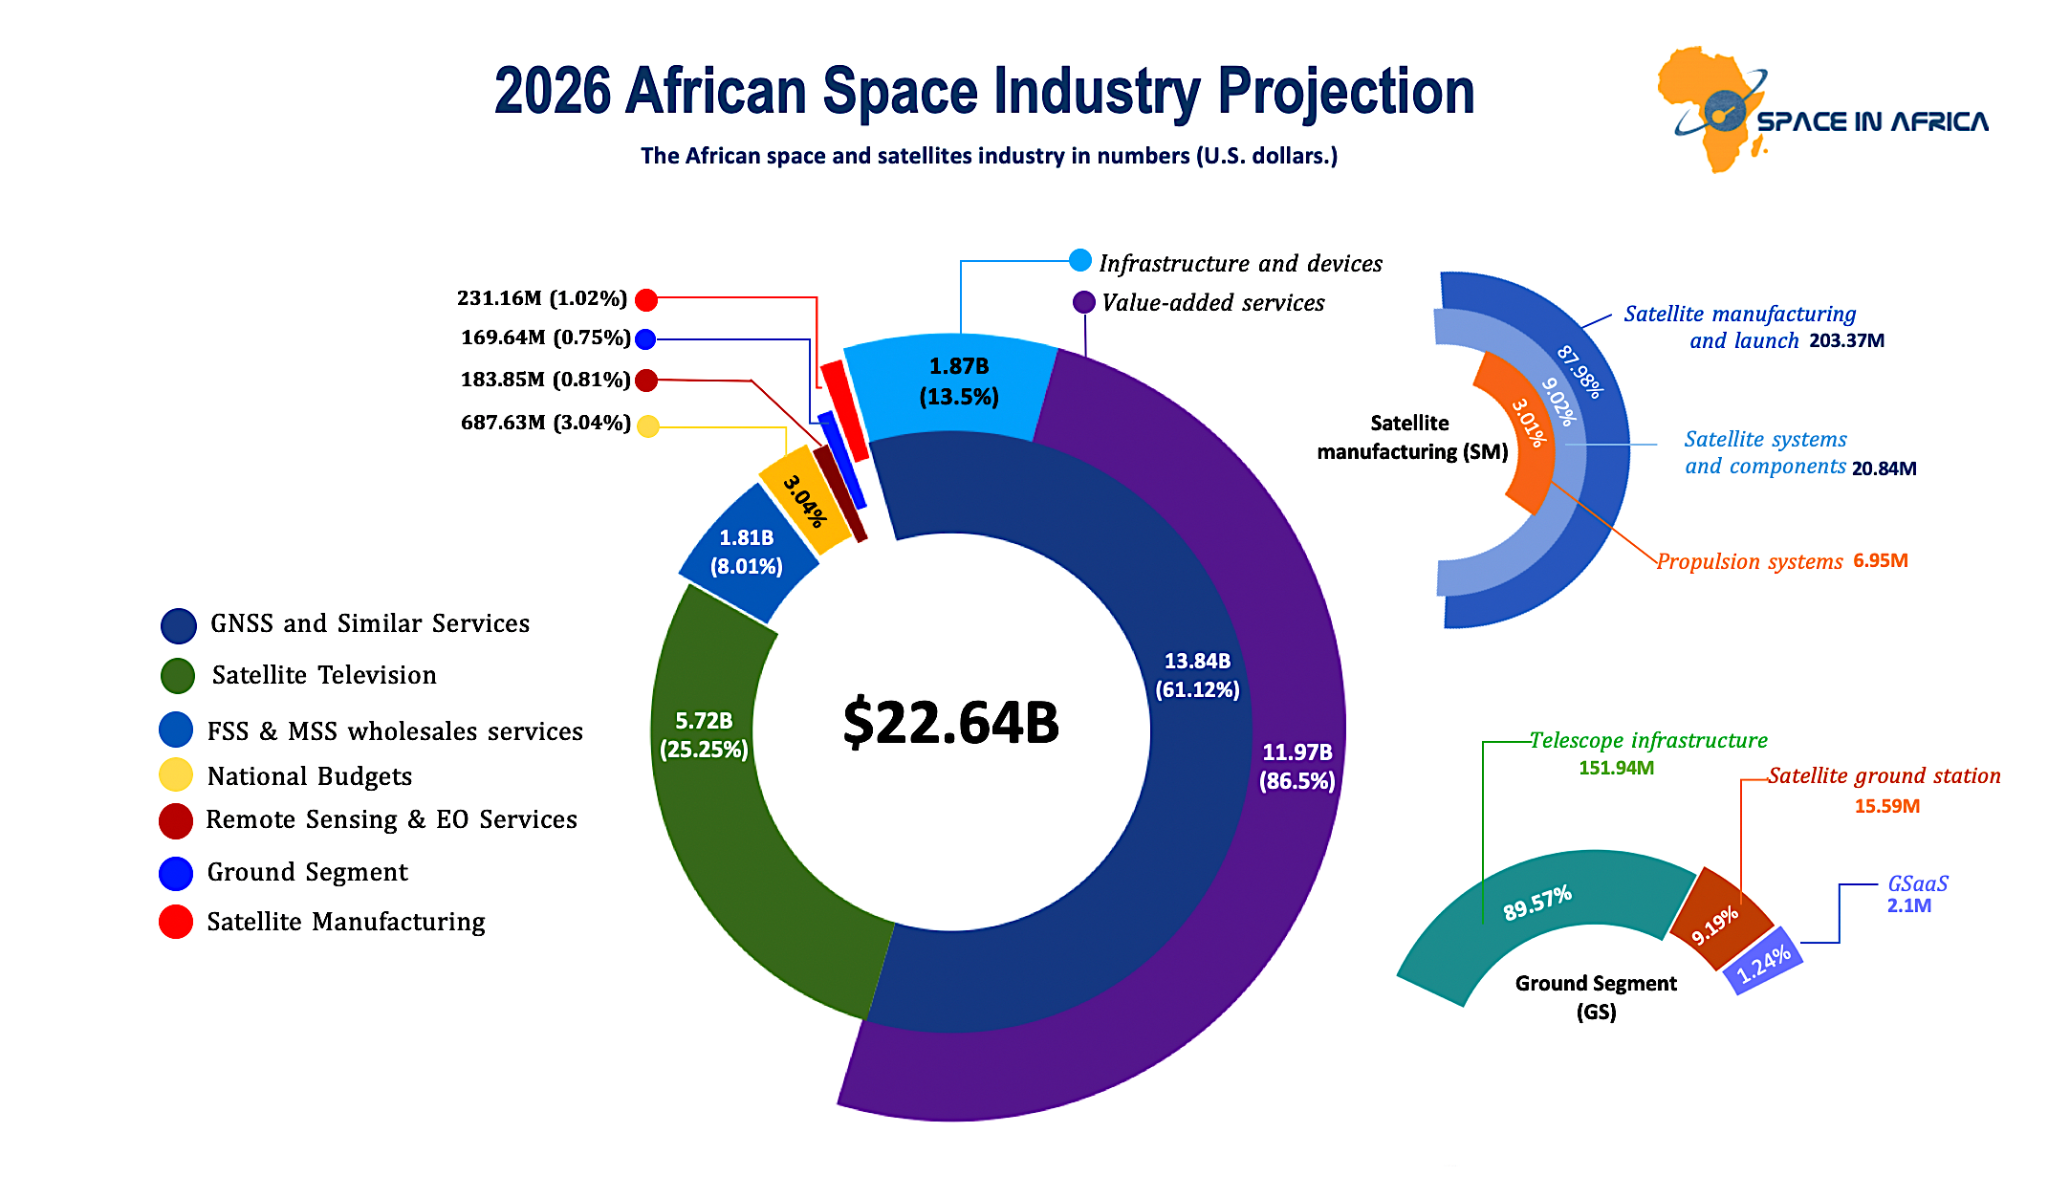 2026 African Space Industry Projection
The African space and satellites industry in numbers (U.S. dollars.)
SPACE IN AFRICA
Infrastructure and devices
Value-added services
231.16M (1.02%)
169.64M (0.75%)
183.85M (0.81%)
687.63M (3.04%)
1.87B
(13.5%)
3.04%
1.81B
(8.01%)
5.72B
(25.25%)
$22.64B
13.84B
(61.12%)
11.97B
(86.5%)
GNSS and Similar Services
Satellite Television
FSS & MSS wholesales services
National Budgets
Remote Sensing & EO Services
Ground Segment
Satellite Manufacturing
Satellite manufacturing
and launch 203.37M
87.98%
9.02%
3.01%
Satellite
manufacturing (SM)
Satellite systems
and components 20.84M
Propulsion systems 6.95M
Telescope infrastructure
151.94M
Satellite ground station
15.59M
GSaaS
2.1M
89.57%
9.19%
1.24%
Ground Segment
(GS)